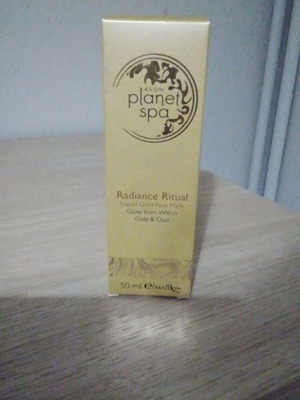 AVON
planet
spa
Radiance Ritual
Liquid Gold Face Mask
Glow from Within
Gold & Oud
50 ml e